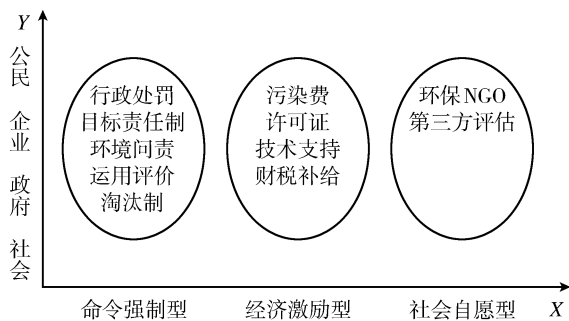 Y
公民
企业
政府
社会
行政处罚
目标责任制
环境问责
运用评价
淘汰制
污染费
许可证
技术支持
财税补给
环保NGO
第三方评估
命令强制型
经济激励型
社会自愿型
X